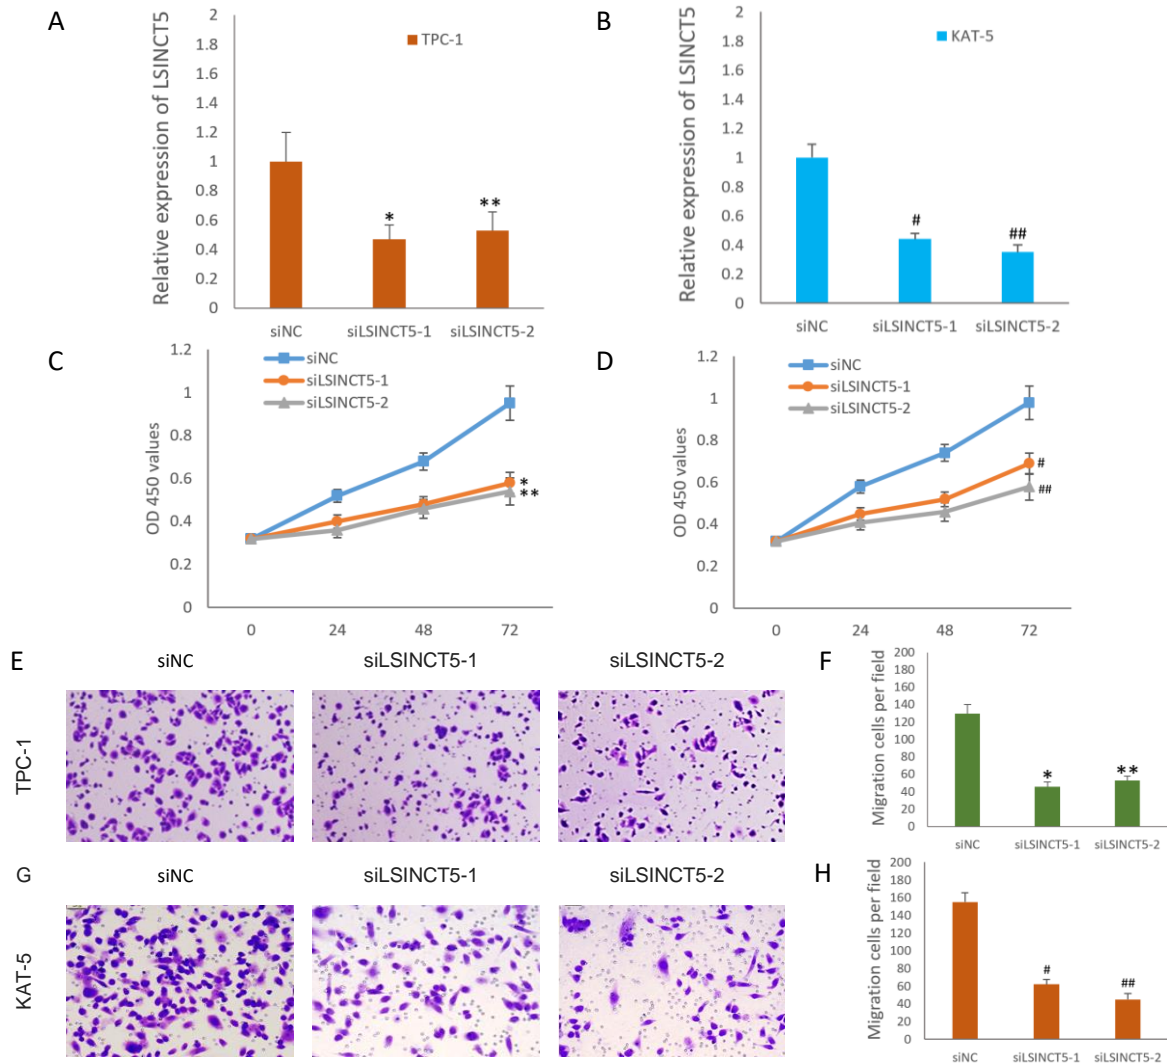 A
Relative expression of LSINCT5
2
1.8
1.6
1.4
1.2
1
0.8
0.6
0.4
0.2
0
TPC-1
*
**
siNC siLSINCT5-1 siLSINCT5-2
B
Relative expression of LSINCT5
2
1.8
1.6
1.4
1.2
1
0.8
0.6
0.4
0.2
0
KAT-5
#
##
siNC siLSINCT5-1 siLSINCT5-2
C
OD 450 values
1.2
1
0.8
0.6
0.4
0.2
0
siNC
siLSINCT5-1
siLSINCT5-2
*
**
0 24 48 72
D
OD 450 values
1.2
1
0.8
0.6
0.4
0.2
0
siNC
siLSINCT5-1
siLSINCT5-2
#
##
0 24 48 72
E
siNC siLSINCT5-1 siLSINCT5-2
TPC-1
F
Migration cells per field
200
180
160
140
120
100
80
60
40
20
0
*
**
siNC siLSINCT5-1 siLSINCT5-2
G
siNC siLSINCT5-1 siLSINCT5-2
KAT-5
H
Migration cells per field
200
180
160
140
120
100
80
60
40
20
0
#
##
siNC siLSINCT5-1 siLSINCT5-2